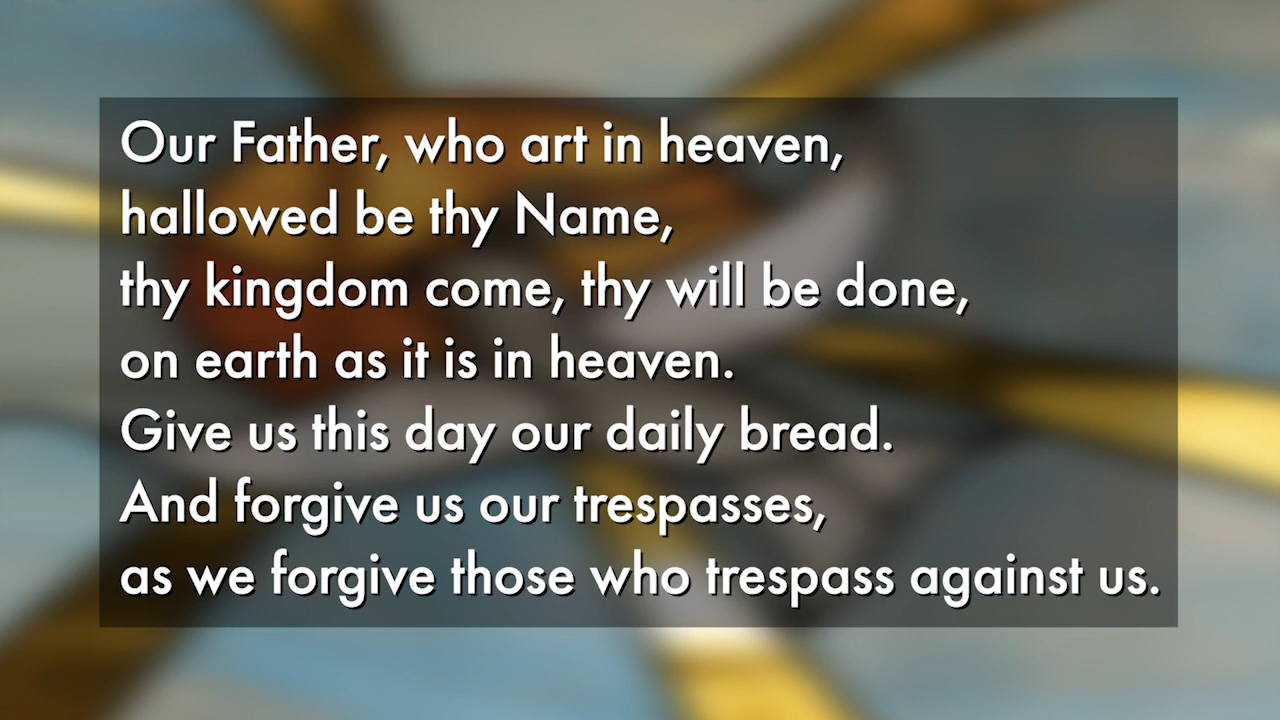 Our Father, who art in heaven,
hallowed be thy Name,
thy kingdom come, thy will be done,
on earth as it is in heaven.
Give us this day our daily bread.
And forgive us our trespasses,
as we forgive those who trespass against us.